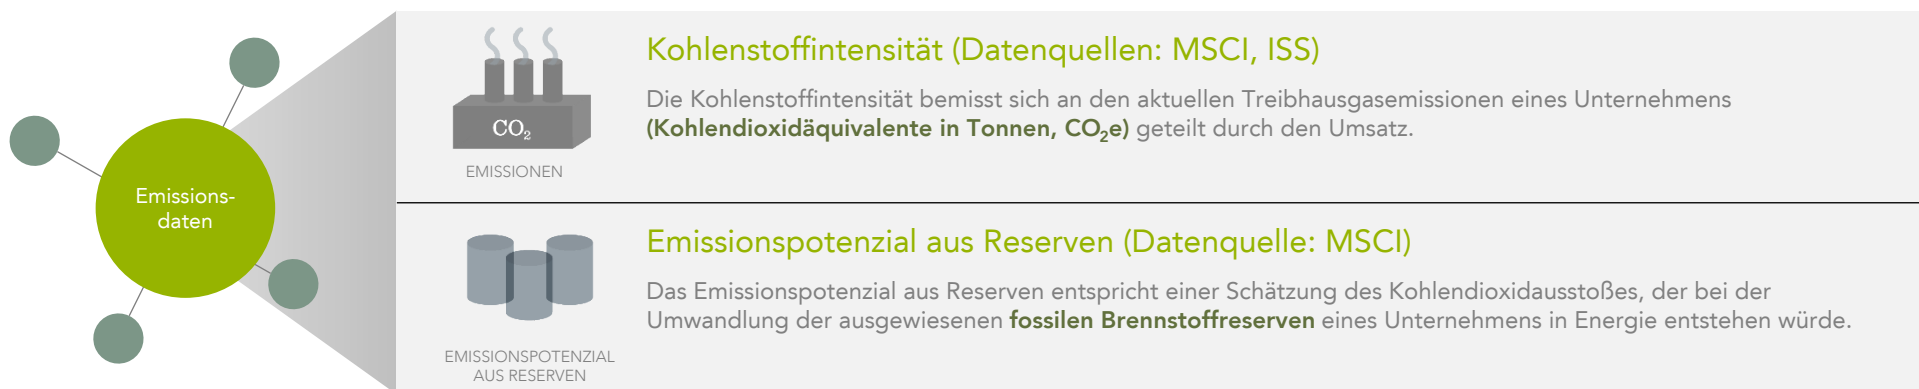 Emissions-
daten
CO₂
EMISSIONEN
Kohlenstoffintensität (Datenquellen: MSCI, ISS)
Die Kohlenstoffintensität bemisst sich an den aktuellen Treibhausgasemissionen eines Unternehmens
(Kohlendioxidäquivalente in Tonnen, CO₂e) geteilt durch den Umsatz.
EMISSIONSPOTENZIAL
AUS RESERVEN
Emissionspotenzial aus Reserven (Datenquelle: MSCI)
Das Emissionspotenzial aus Reserven entspricht einer Schätzung des Kohlendioxidausstoßes, der bei der
Umwandlung der ausgewiesenen fossilen Brennstoffreserven eines Unternehmens in Energie entstehen würde.